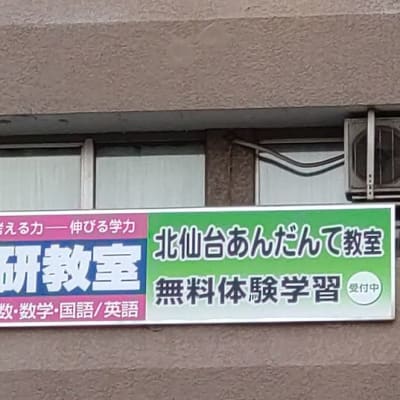 考える力──伸びる学力
研教室
数・数学・国語/英語
北仙台あんだんて教室
無料体験学習
受付中